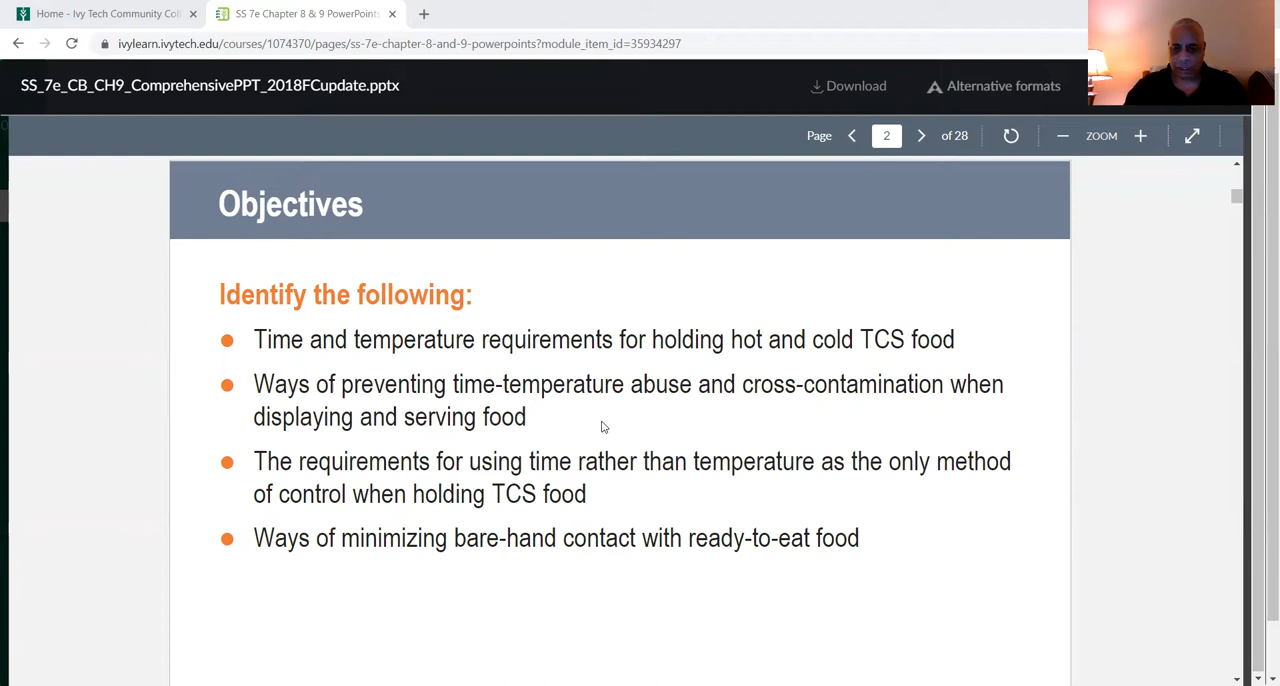 Home - Ivy Tech Community Coll
SS 7e Chapter 8 & 9 PowerPoints
ivylearn.ivytech.edu/courses/1074370/pages/ss-7e-chapter-8-and-9-powerpoints?module_item_id=35934297
SS_7e_CB_CH9_ComprehensivePPT_2018FCupdate.pptx
Download
Alternative formats
Page 2 of 28
ZOOM
Objectives
Identify the following:
Time and temperature requirements for holding hot and cold TCS food
Ways of preventing time-temperature abuse and cross-contamination when
displaying and serving food
The requirements for using time rather than temperature as the only method
of control when holding TCS food
Ways of minimizing bare-hand contact with ready-to-eat food